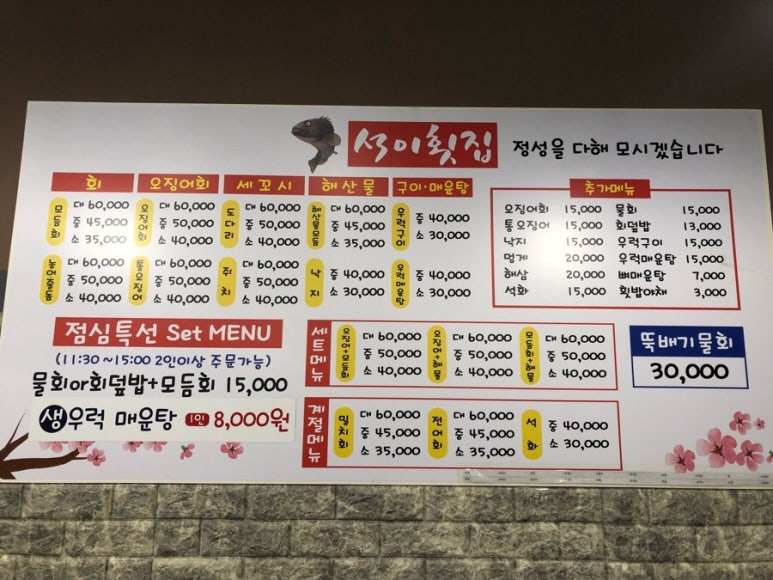 석이횟집 정성을 다해 모시겠습니다
회 오징어회 세꼬시 해산물 구이·매운탕
모듬회 대 60,000 중 45,000 소 35,000
오징어회 대 60,000 중 50,000 소 40,000
도다리 대 60,000 중 50,000 소 40,000
해산물모듬 대 60,000 중 45,000 소 35,000
우럭구이 중 40,000 소 30,000
대 60,000 중 50,000 소 40,000
통오징어 대 60,000 중 50,000 소 40,000
쥐치 대 60,000 중 50,000 소 40,000
낙지 중 40,000 소 30,000
우럭매운탕 중 40,000 소 30,000
추가메뉴
오징어회 15,000 물회 15,000
통오징어 15,000 회덮밥 13,000
낙지 15,000 우럭구이 15,000
멍게 20,000 우럭매운탕 15,000
해삼 20,000 뼈매운탕 7,000
석화 15,000 횟밥야채 3,000
점심특선 Set MENU
(11:30 ~15:00 2인이상 주문가능)
물회or회덮밥+모듬회 15,000
생우럭 매운탕 1인 8,000원
세트메뉴
오징어+모듬회 대 60,000 중 50,000 소 40,000
오징어+해물 대 60,000 중 50,000 소 40,000
모듬회+해물 대 60,000 중 50,000 소 40,000
계절메뉴
밀치회 대 60,000 중 45,000 소 35,000
전어회 대 60,000 중 45,000 소 35,000
석화 중 40,000 소 30,000
뚝배기물회
30,000